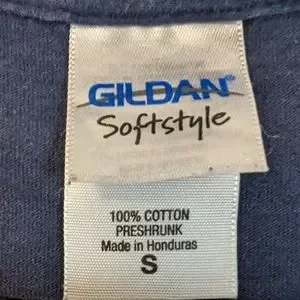 GILDAN®
Softstyle
100% COTTON
PRESHRUNK
Made in Honduras
S